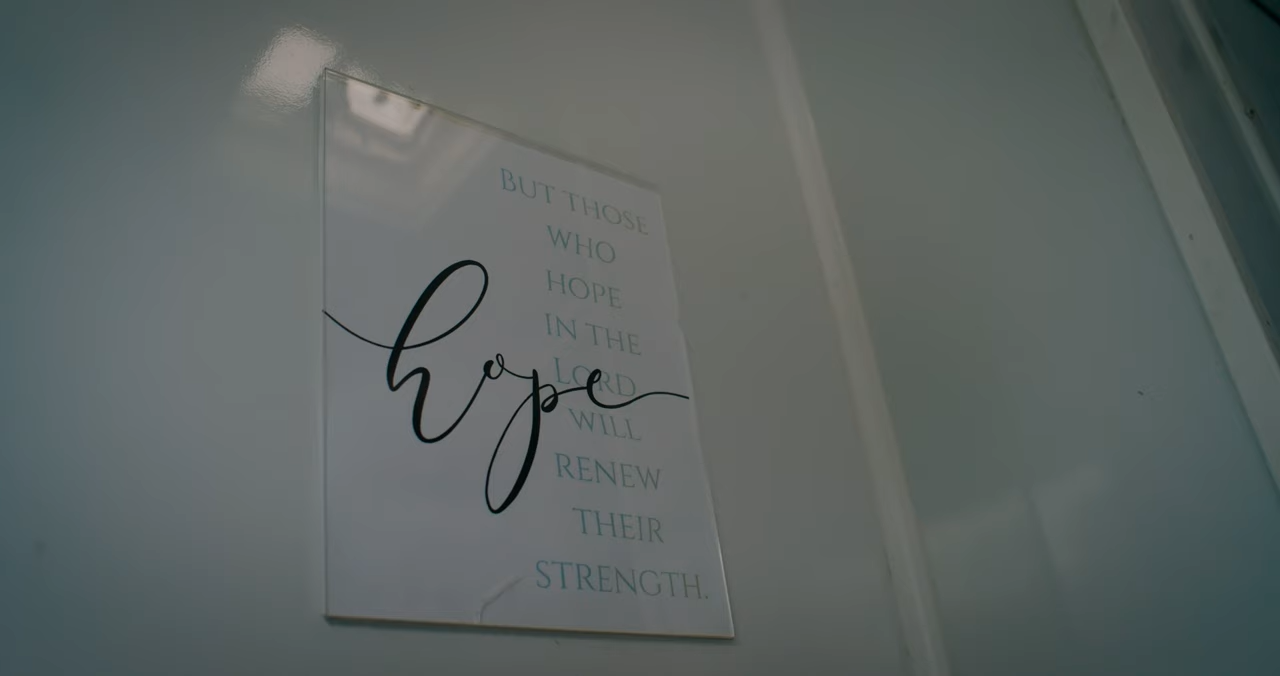 BUT THOSE
WHO
HOPE
IN THE
LORD
WILL
RENEW
THEIR
STRENGTH.
hope